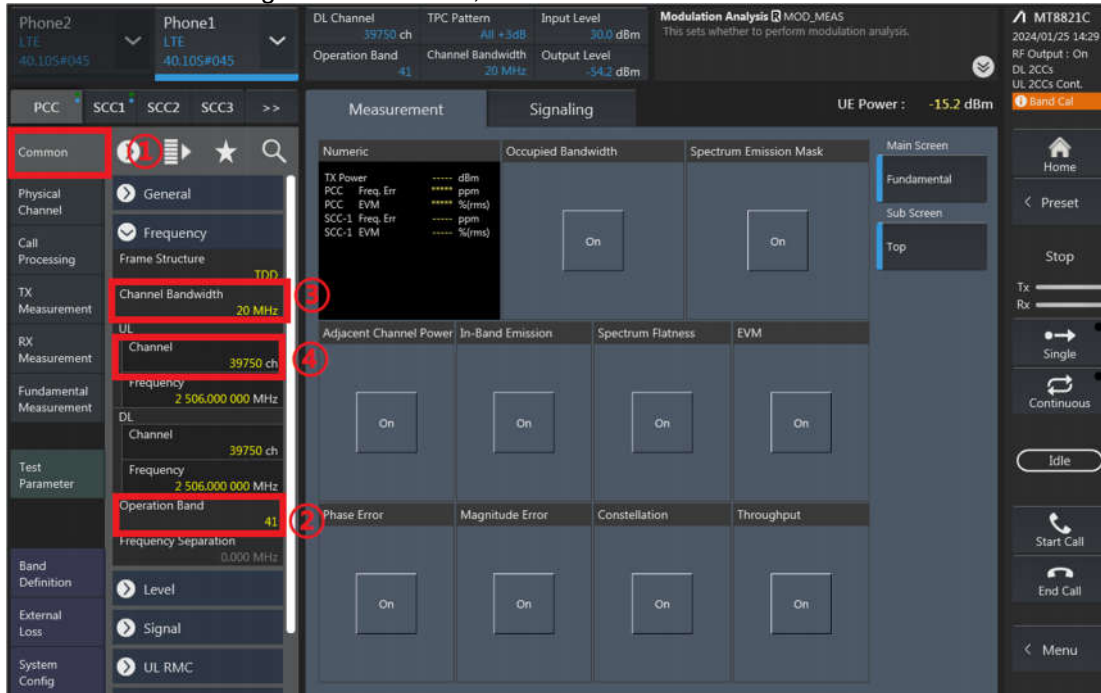 Phone2
LTE
40.105#045
Phone1
LTE
40.105#045
DL Channel
39750 ch
TPC Pattern
All +3dB
Input Level
30.0 dBm
Operation Band
41
Channel Bandwidth
20 MHz
Output Level
-54.2 dBm
Modulation Analysis R MOD_MEAS
This sets whether to perform modulation analysis.
MT8821C
2024/01/25 14:29
RF Output : On
DL 2CCs
UL 2CCs Cont.
Band Cal
PCC
SCC1
SCC2
SCC3
>>
Measurement
Signaling
UE Power : -15.2 dBm
Common
①
Physical
Channel
Call
Processing
TX
Measurement
RX
Measurement
Fundamental
Measurement
Test
Parameter
Band
Definition
External
Loss
System
Config
General
Frequency
Frame Structure
TDD
Channel Bandwidth
20 MHz
③
UL
Channel
39750 ch
④
Frequency
2 506.000 000 MHz
DL
Channel
39750 ch
Frequency
2 506.000 000 MHz
Operation Band
41
②
Frequency Separation
0.000 MHz
Level
Signal
UL RMC
Numeric
TX Power ----- dBm
PCC Freq. Err ***** ppm
PCC EVM ***** %(rms)
SCC-1 Freq. Err ----- ppm
SCC-1 EVM ----- %(rms)
Occupied Bandwidth
On
Spectrum Emission Mask
On
Adjacent Channel Power
On
In-Band Emission
On
Spectrum Flatness
On
EVM
On
Phase Error
On
Magnitude Error
On
Constellation
On
Throughput
On
Main Screen
Fundamental
Sub Screen
Top
Home
< Preset
Stop
Tx
Rx
Single
Continuous
Idle
Start Call
End Call
< Menu